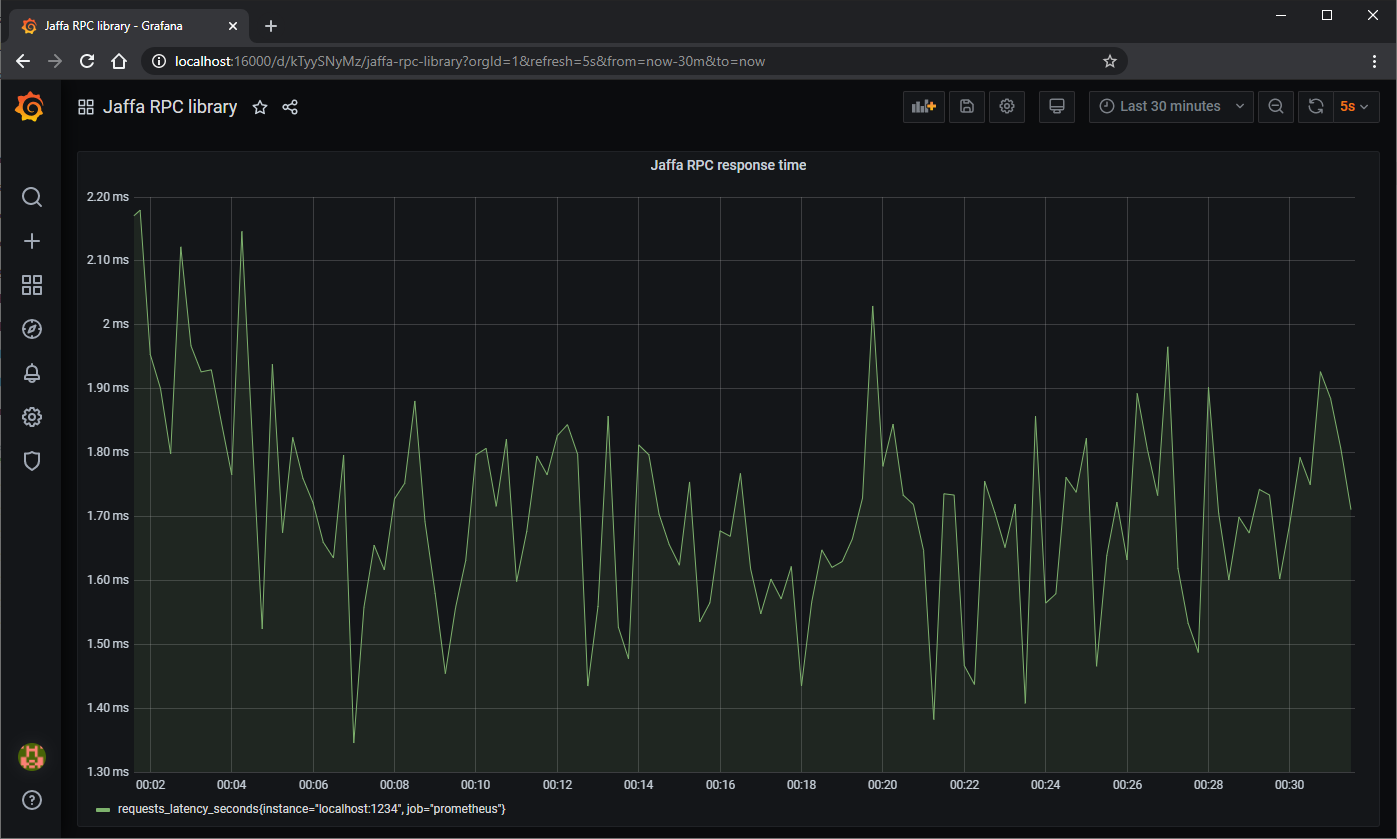 Jaffa RPC library - Grafana
localhost:16000/d/kTyySNyMz/jaffa-rpc-library?orgId=1&refresh=5s&from=now-30m&to=now
Jaffa RPC library
Last 30 minutes
5s
Jaffa RPC response time
2.20 ms
2.10 ms
2 ms
1.90 ms
1.80 ms
1.70 ms
1.60 ms
1.50 ms
1.40 ms
1.30 ms
00:02 00:04 00:06 00:08 00:10 00:12 00:14 00:16 00:18 00:20 00:22 00:24 00:26 00:28 00:30
requests_latency_seconds{instance="localhost:1234", job="prometheus"}